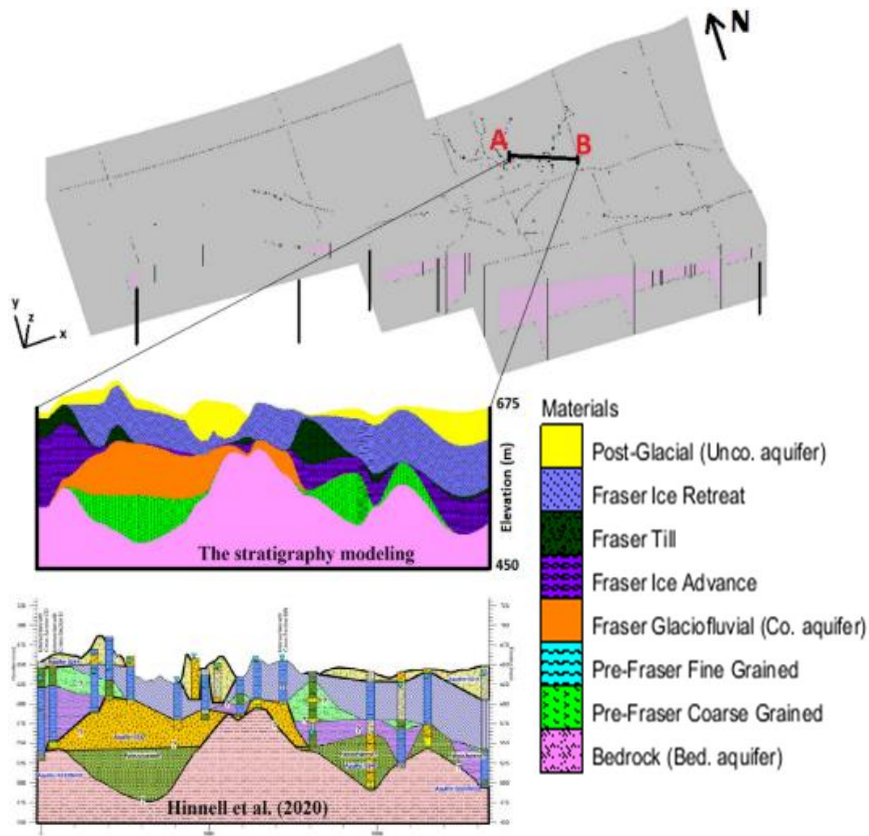 N
A
B
y
z
x
675
Elevation (m)
450
The stratigraphy modeling
Materials
Post-Glacial (Unco. aquifer)
Fraser Ice Retreat
Fraser Till
Fraser Ice Advance
Fraser Glaciofluvial (Co. aquifer)
Pre-Fraser Fine Grained
Pre-Fraser Coarse Grained
Bedrock (Bed. aquifer)
Hinnell et al. (2020)